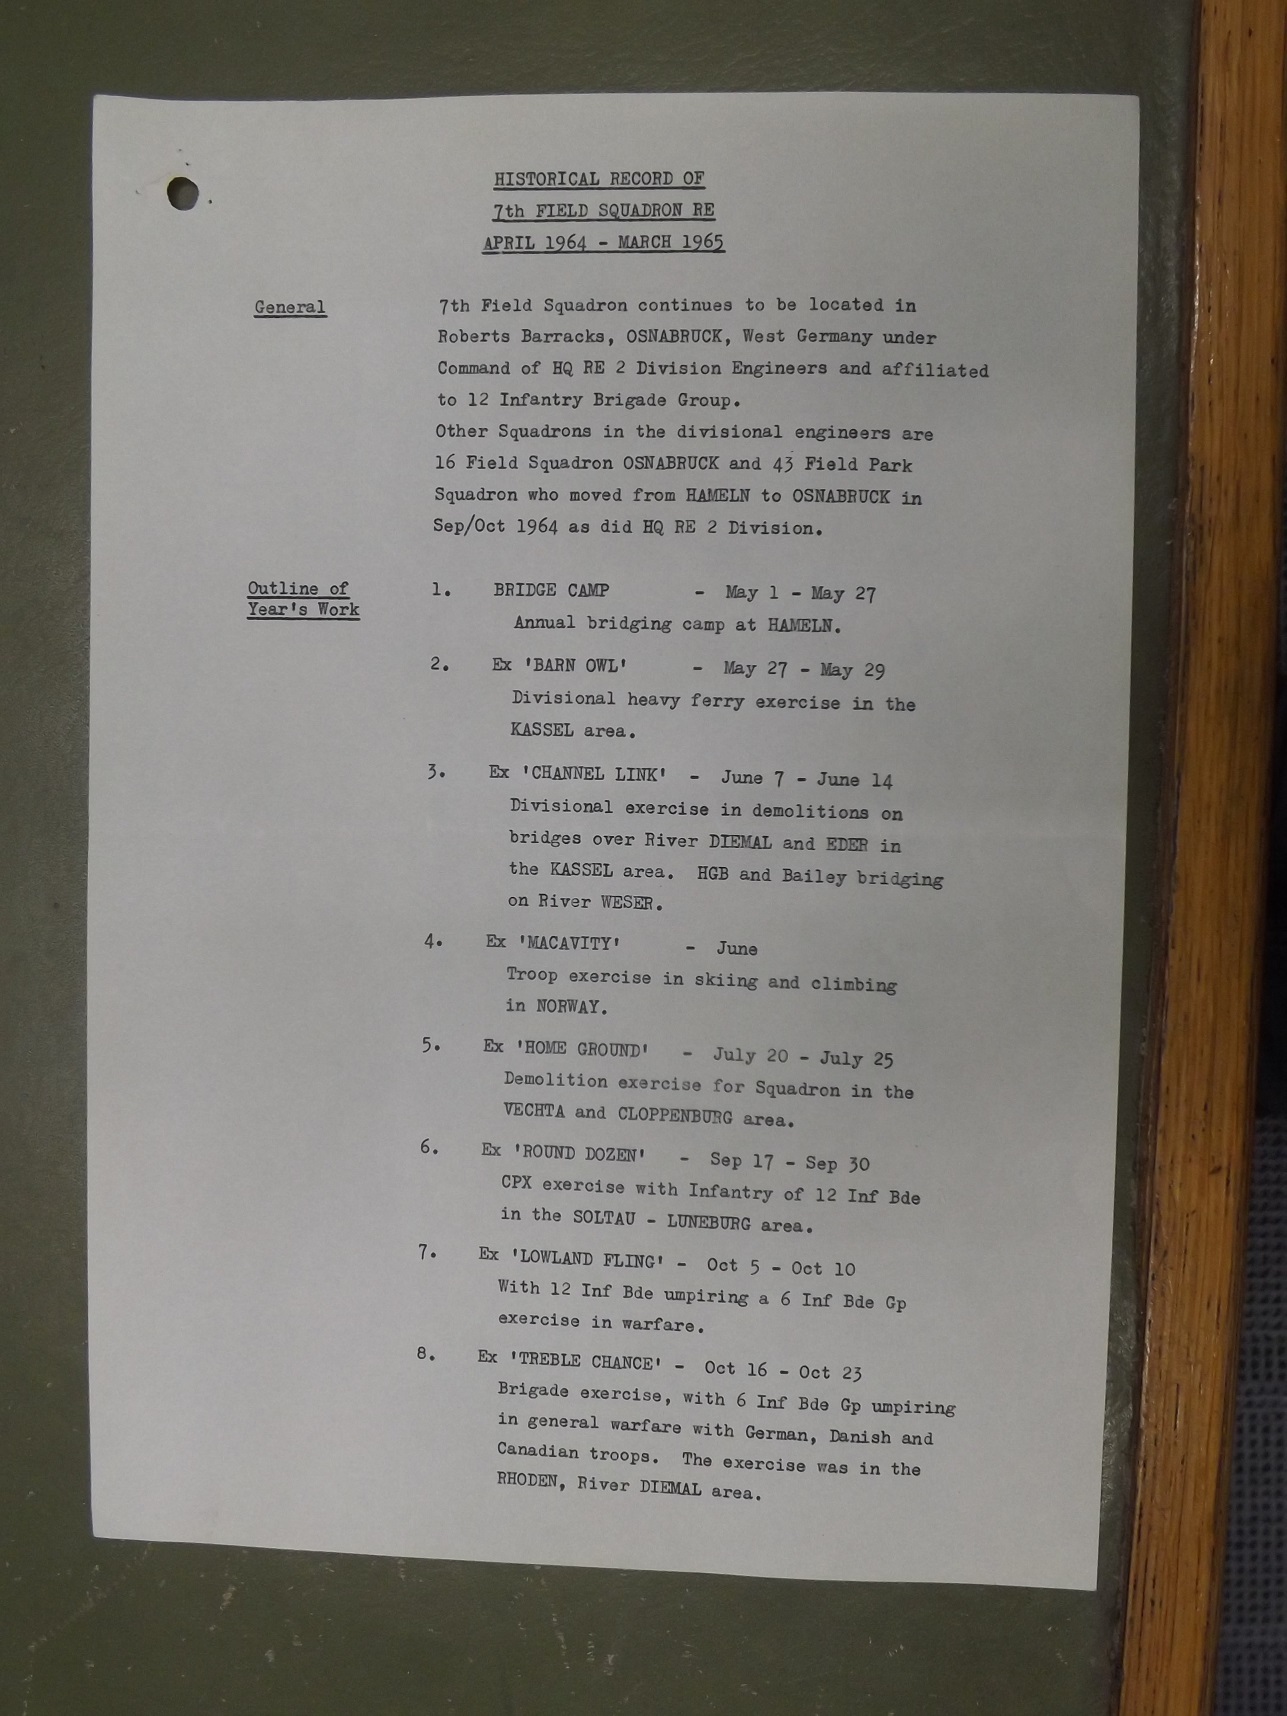 HISTORICAL RECORD OF
7th FIELD SQUADRON RE
APRIL 1964 - MARCH 1965
General
7th Field Squadron continues to be located in
Roberts Barracks, OSNABRUCK, West Germany under
Command of HQ RE 2 Division Engineers and affiliated
to 12 Infantry Brigade Group.
Other Squadrons in the divisional engineers are
16 Field Squadron OSNABRUCK and 43 Field Park
Squadron who moved from HAMELN to OSNABRUCK in
Sep/Oct 1964 as did HQ RE 2 Division.
Outline of
Year's Work
1. BRIDGE CAMP - May 1 - May 27
Annual bridging camp at HAMELN.
2. Ex 'BARN OWL' - May 27 - May 29
Divisional heavy ferry exercise in the
KASSEL area.
3. Ex 'CHANNEL LINK' - June 7 - June 14
Divisional exercise in demolitions on
bridges over River DIEMAL and EDER in
the KASSEL area. HGB and Bailey bridging
on River WESER.
4. Ex 'MACAVITY' - June
Troop exercise in skiing and climbing
in NORWAY.
5. Ex 'HOME GROUND' - July 20 - July 25
Demolition exercise for Squadron in the
VECHTA and CLOPPENBURG area.
6. Ex 'ROUND DOZEN' - Sep 17 - Sep 30
CPX exercise with Infantry of 12 Inf Bde
in the SOLTAU - LUNEBURG area.
7. Ex 'LOWLAND FLING' - Oct 5 - Oct 10
With 12 Inf Bde umpiring a 6 Inf Bde Gp
exercise in warfare.
8. Ex 'TREBLE CHANCE' - Oct 16 - Oct 23
Brigade exercise, with 6 Inf Bde Gp umpiring
in general warfare with German, Danish and
Canadian troops. The exercise was in the
RHODEN, River DIEMAL area.